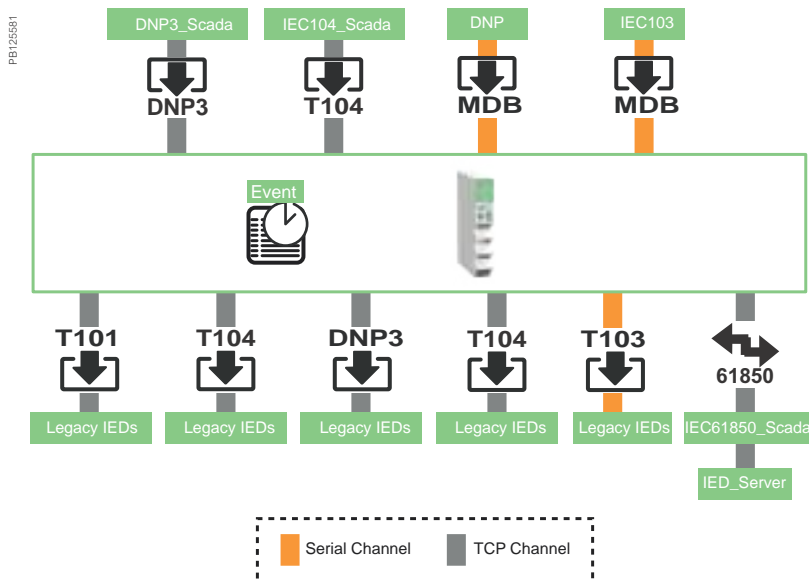 PB125581
DNP3_Scada
IEC104_Scada
DNP
IEC103
DNP3
T104
MDB
MDB
Event
T101
T104
DNP3
T104
T103
61850
Legacy IEDs
Legacy IEDs
Legacy IEDs
Legacy IEDs
Legacy IEDs
IEC61850_Scada
IED_Server
Serial Channel
TCP Channel